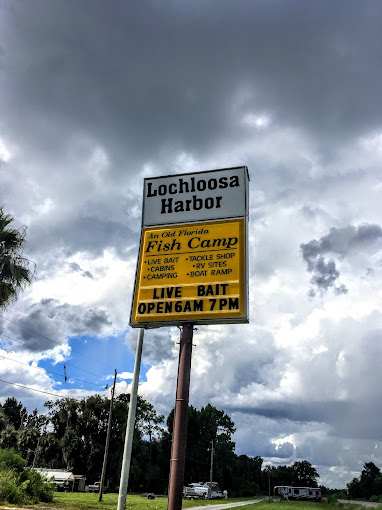 Lochloosa
Harbor
An Old Florida
Fish Camp
•LIVE BAIT •TACKLE SHOP
•CABINS •RV SITES
•CAMPING •BOAT RAMP
LIVE BAIT
OPEN6AM 7PM